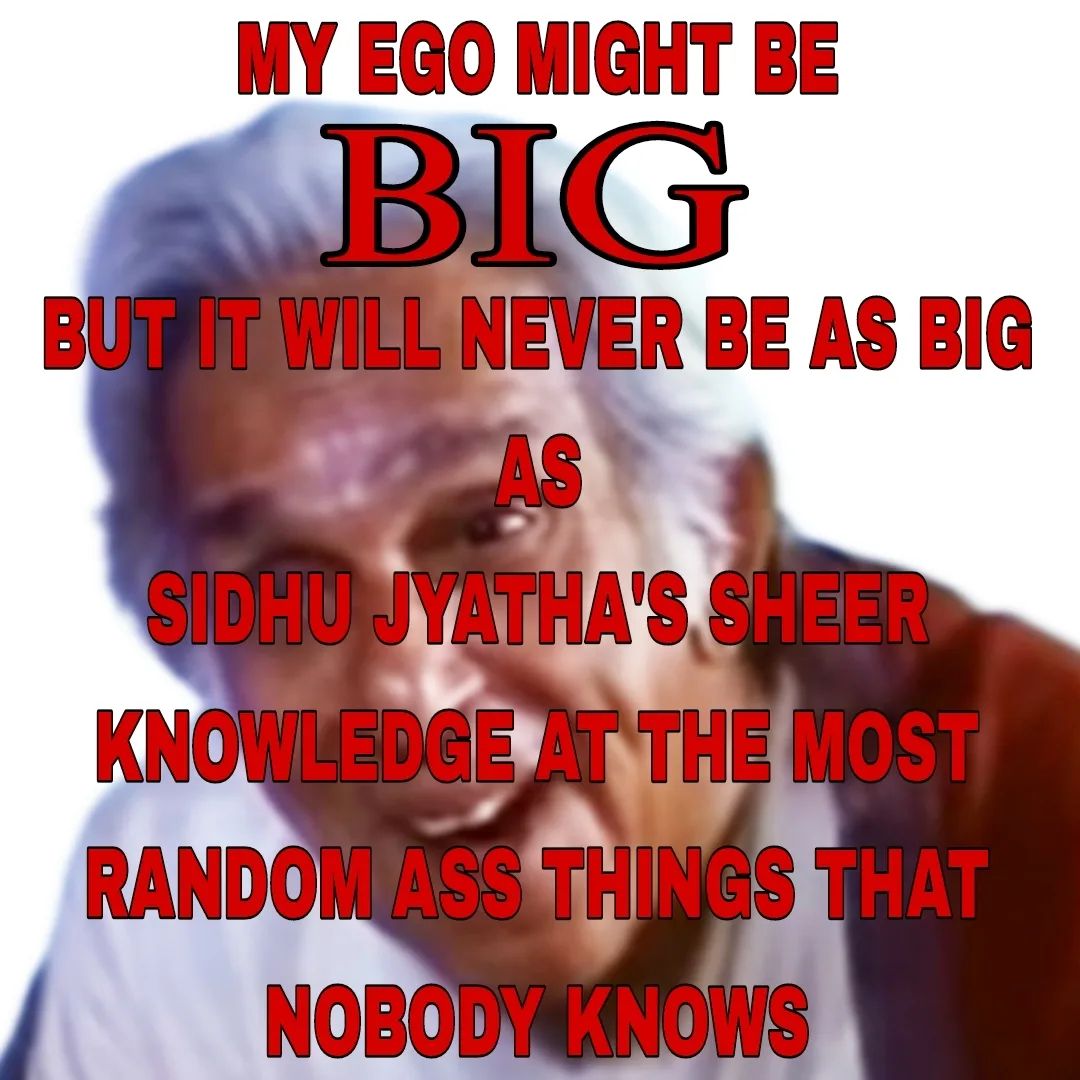 MY EGO MIGHT BE
BIG
BUT IT WILL NEVER BE AS BIG
AS
SIDHU JYATHA'S SHEER
KNOWLEDGE AT THE MOST
RANDOM ASS THINGS THAT
NOBODY KNOWS